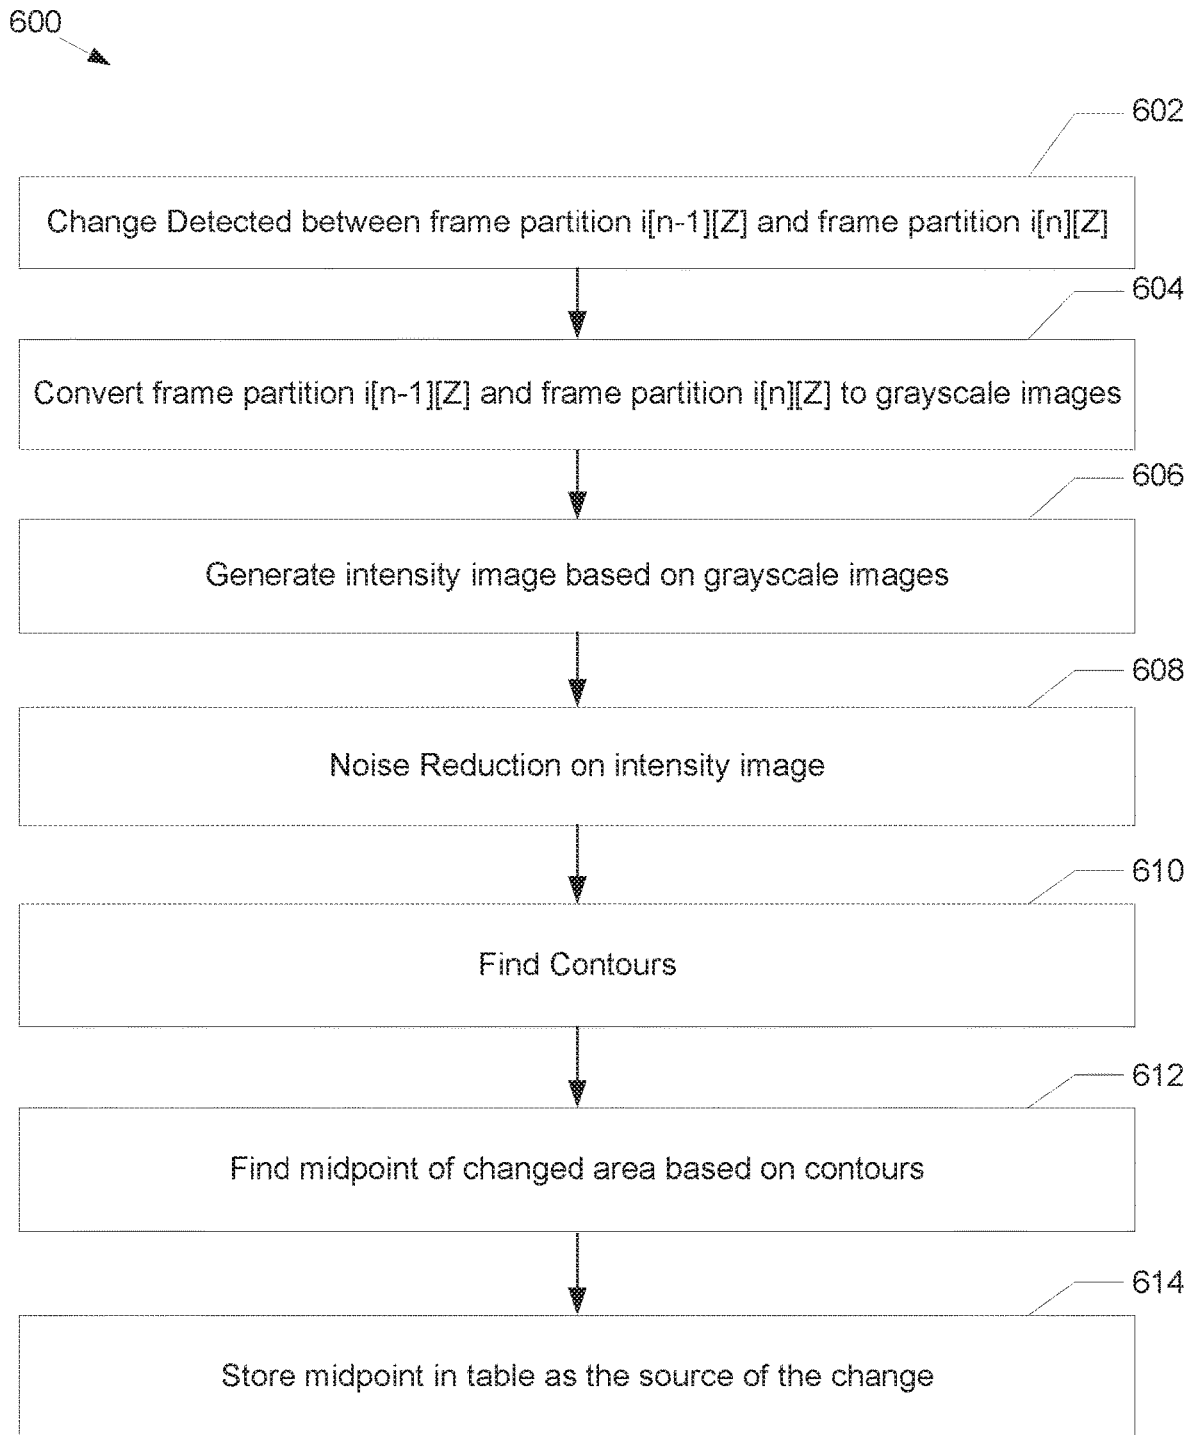 600
602
Change Detected between frame partition i[n-1][Z] and frame partition i[n][Z]
604
Convert frame partition i[n-1][Z] and frame partition i[n][Z] to grayscale images
606
Generate intensity image based on grayscale images
608
Noise Reduction on intensity image
610
Find Contours
612
Find midpoint of changed area based on contours
614
Store midpoint in table as the source of the change